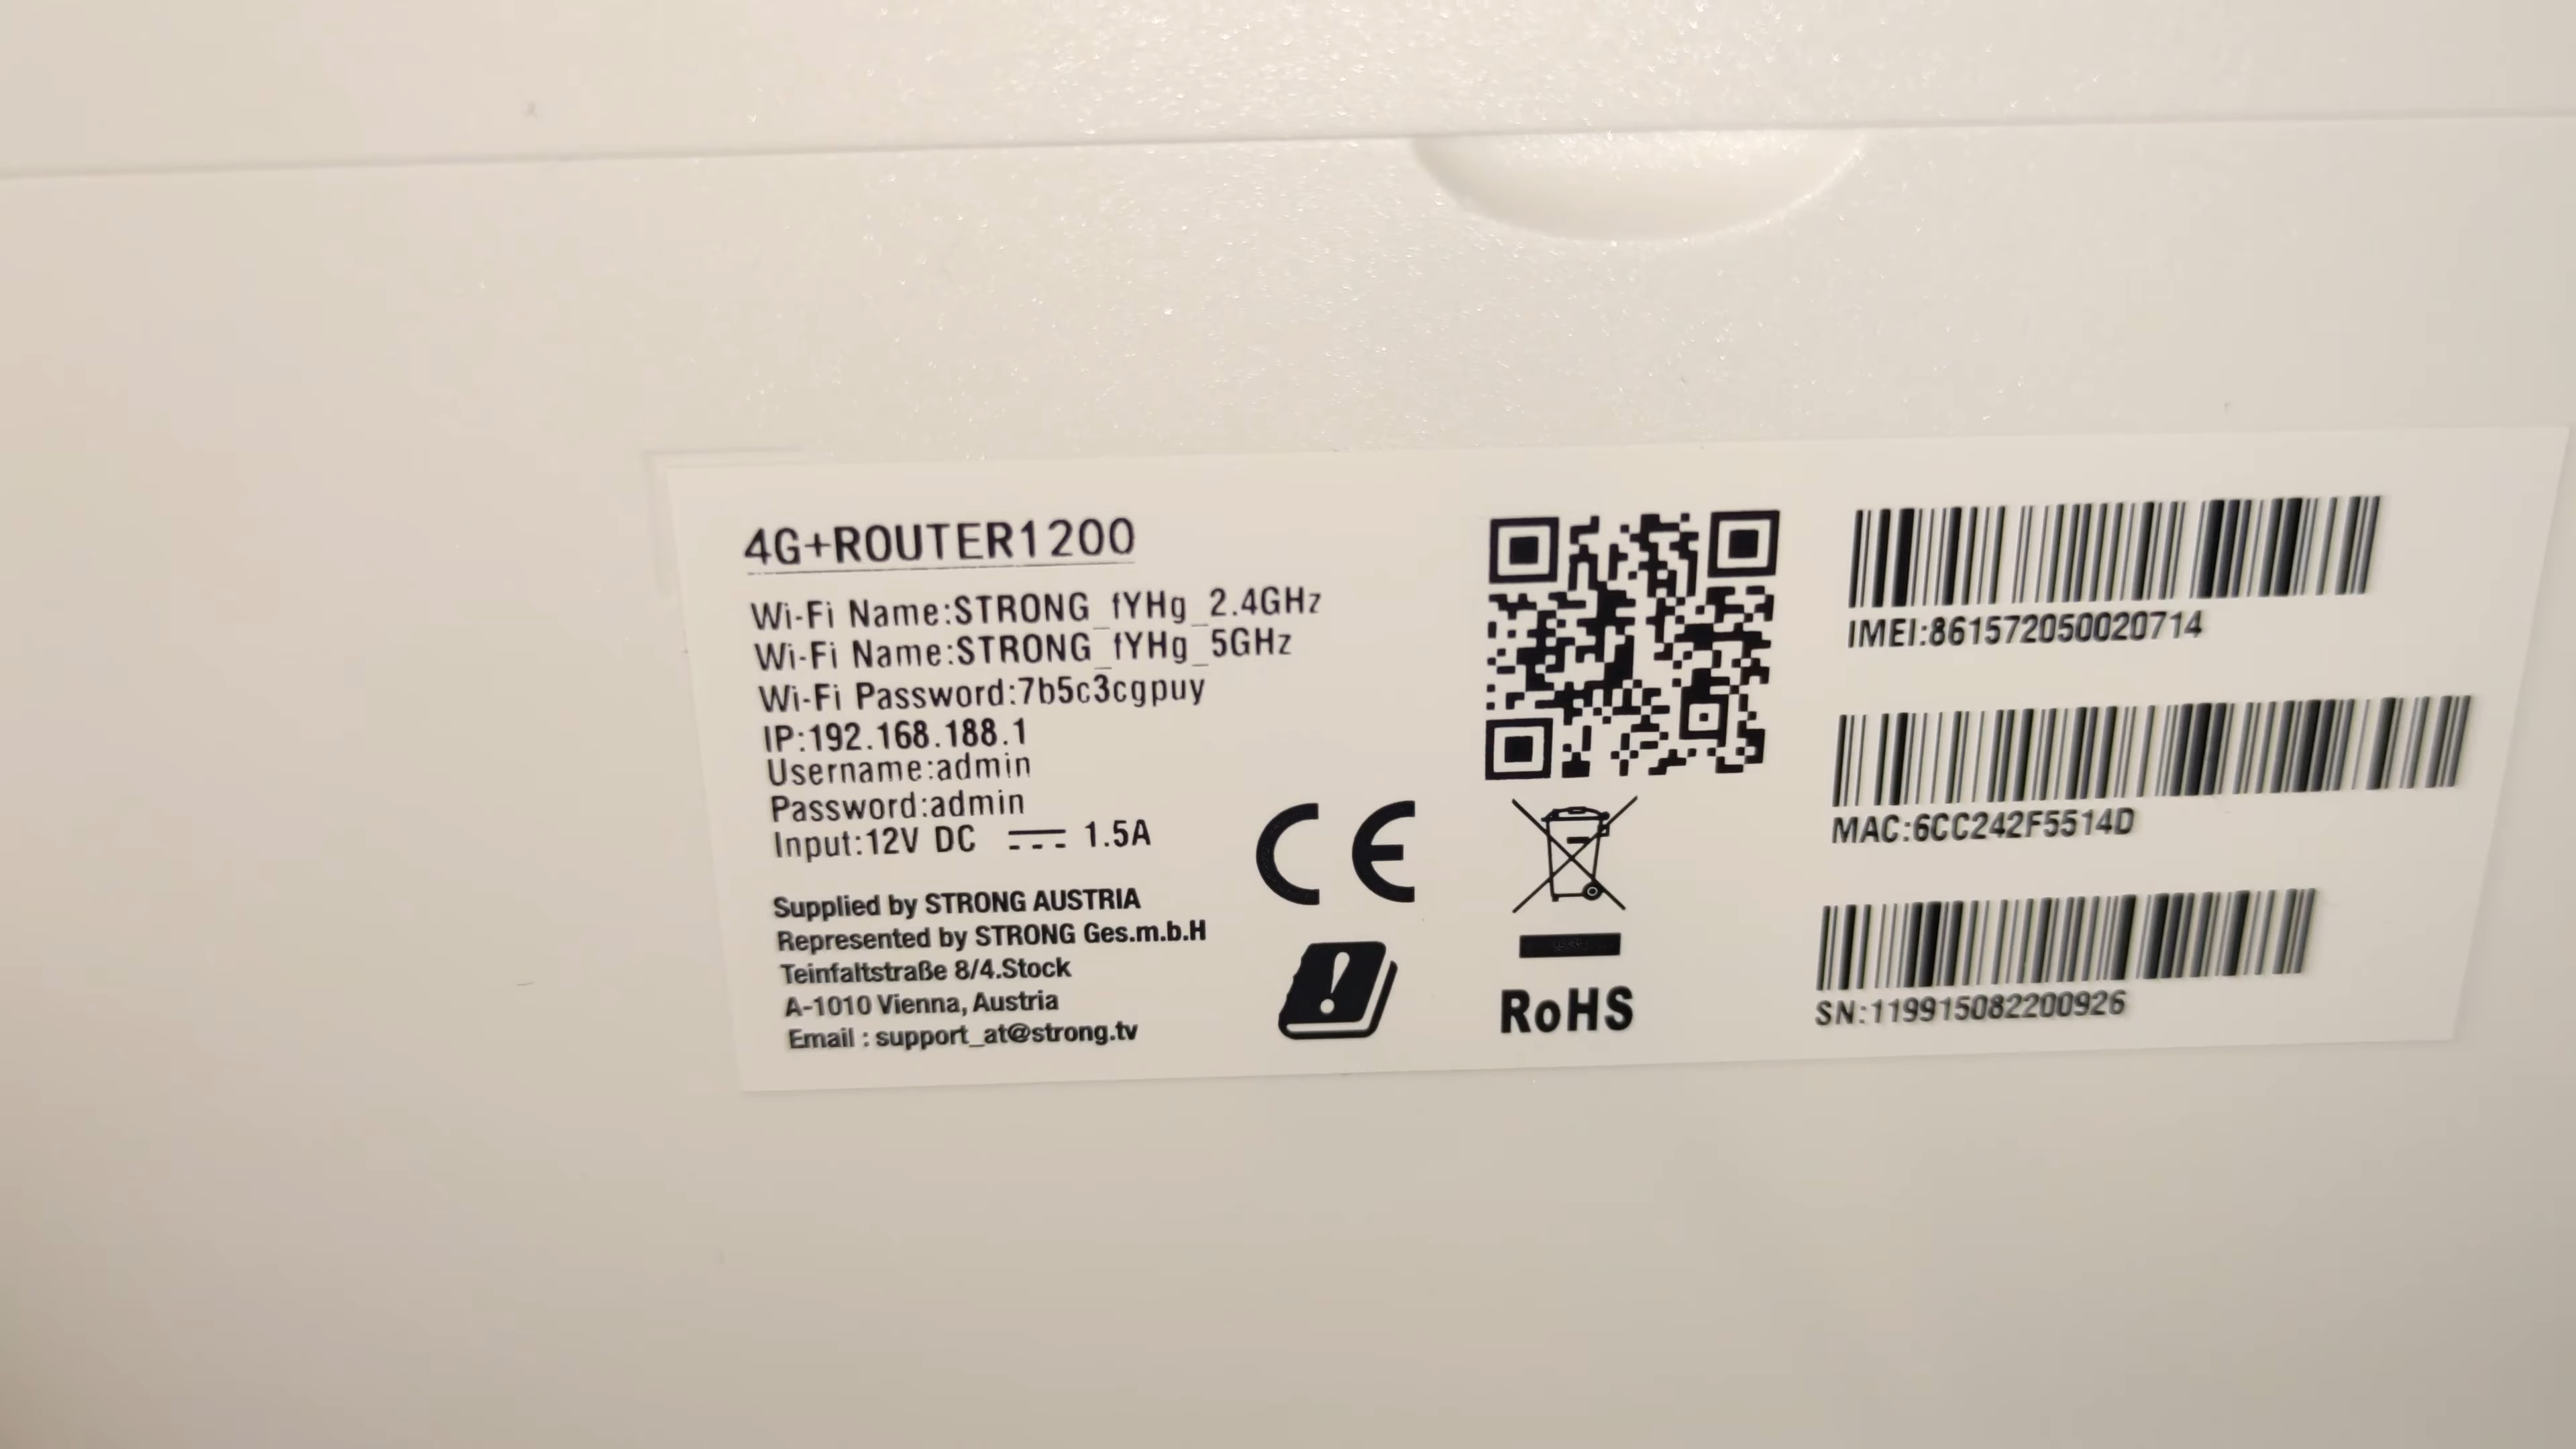 4G+ROUTER1200
Wi-Fi Name:STRONG_fYHg_2.4GHz
Wi-Fi Name:STRONG_fYHg_5GHz
Wi-Fi Password:7b5c3cgpuy
IP:192.168.188.1
Username:admin
Password:admin
Input:12V DC 1.5A
Supplied by STRONG AUSTRIA
Represented by STRONG Ges.m.b.H
Teinfaltstraße 8/4.Stock
A-1010 Vienna, Austria
Email : support_at@strong.tv
CE
RoHS
IMEI:861572050020714
MAC:6CC242F5514D
SN:119915082200926